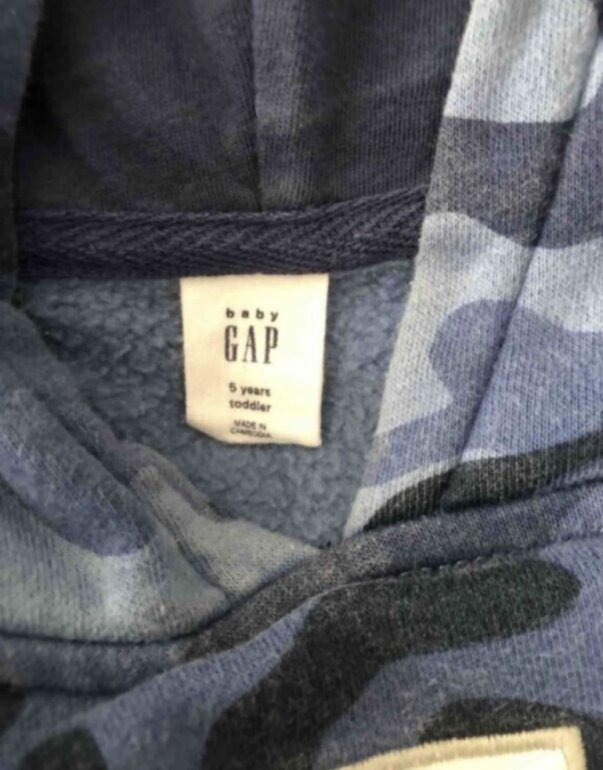 baby
GAP
5 years
toddler
MADE IN
CAMBODIA